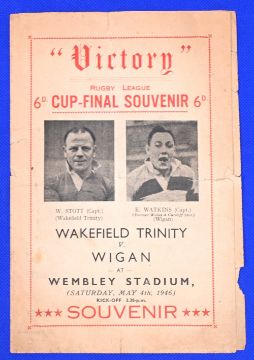 "Victory"
RUGBY LEAGUE
6D. CUP-FINAL SOUVENIR 6D.
W. STOTT (Capt.)
(Wakefield Trinity)
E. WATKINS (Capt.)
(Wigan)
WAKEFIELD TRINITY
V.
WIGAN
— AT —
WEMBLEY STADIUM,
(SATURDAY, MAY 4th, 1946)
KICK-OFF 3.30-p.m.
★★★ SOUVENIR ★★★